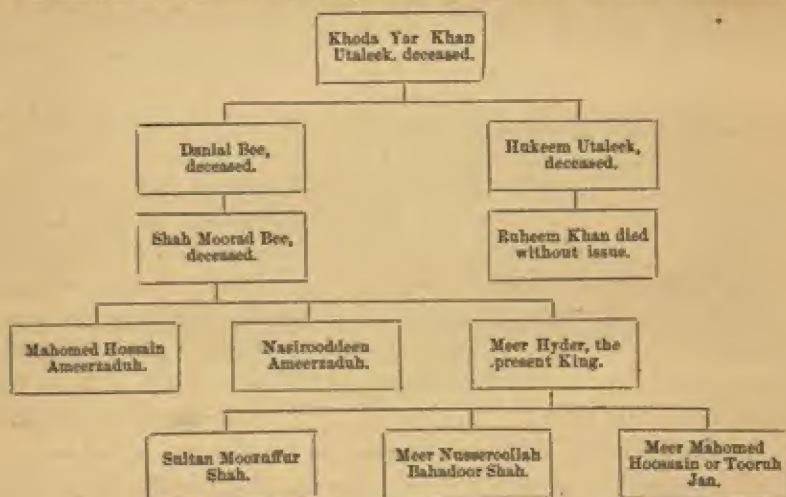 Khoda Yar Khan
Utaleek. deceased.
Danial Bee,
deceased.
Hukeem Utaleek,
deceased.
Shah Moorad Bee,
deceased.
Ruheem Khan died
without issue.
Mahomed Hossain
Ameerzaduh.
Nasirooddeen
Ameerzaduh.
Meer Hyder, the
present King.
Sultan Moozuffur
Shah.
Meer Nusseroollah
Bahadoor Shah.
Meer Mahomed
Hoossain or Tooruh
Jan.